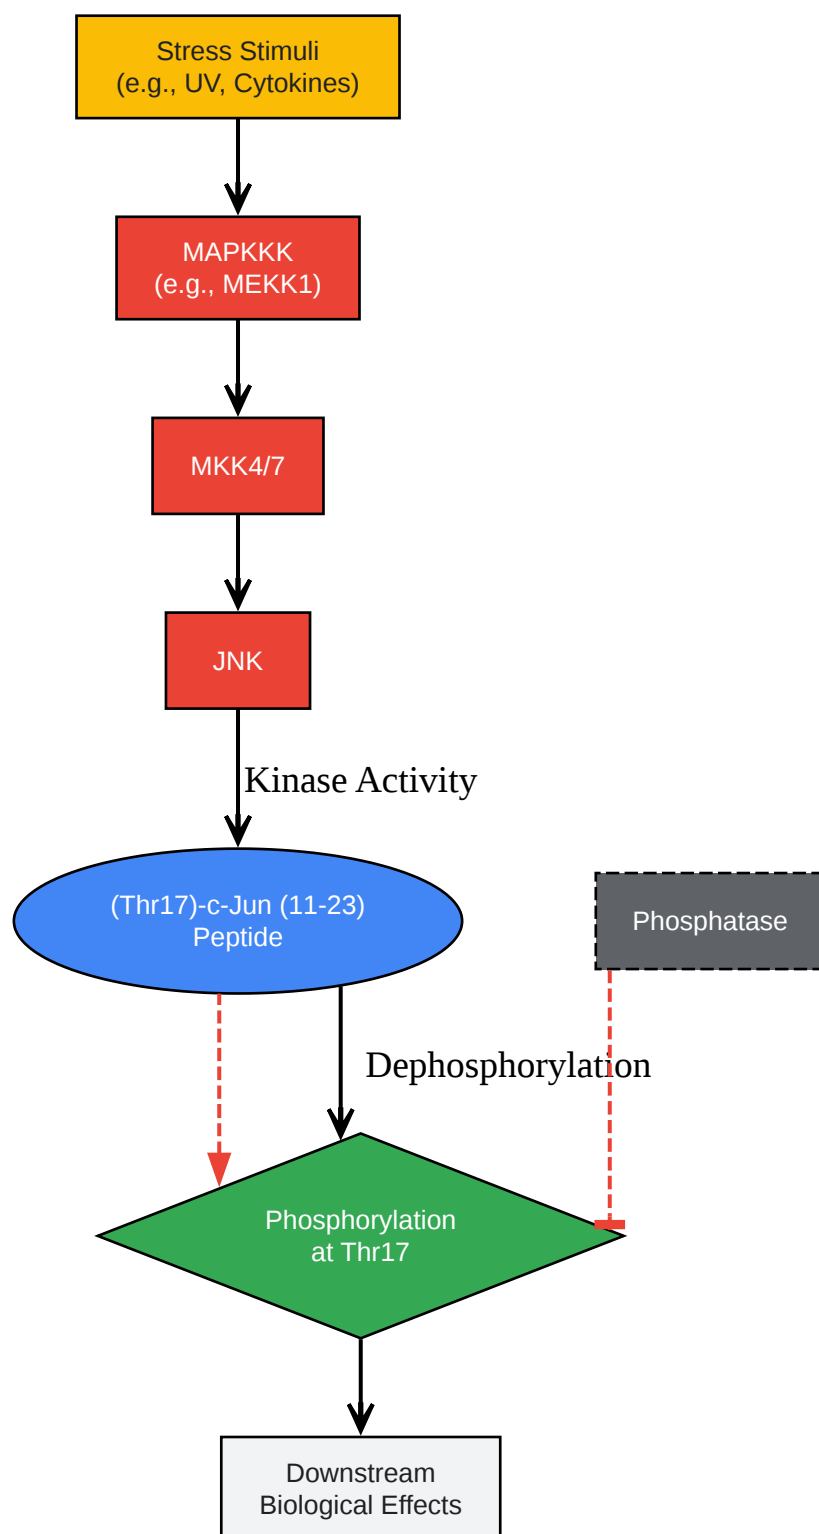 Stress Stimuli
(e.g., UV, Cytokines)
MAPKKK
(e.g., MEKK1)
MKK4/7
JNK
Kinase Activity
(Thr17)-c-Jun (11-23)
Peptide
Phosphatase
Dephosphorylation
Phosphorylation
at Thr17
Downstream
Biological Effects